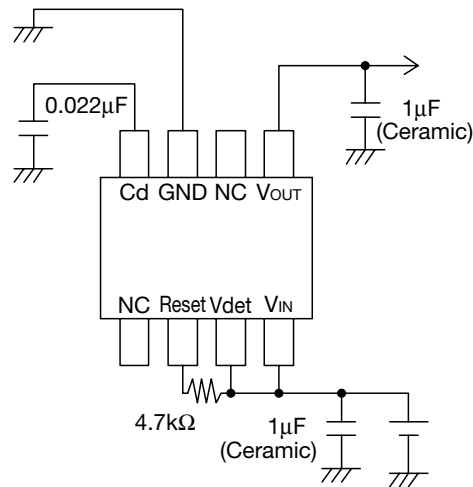 0.022μF
1μF
(Ceramic)
Cd GND NC VOUT
NC Reset Vdet VIN
4.7kΩ
1μF
(Ceramic)